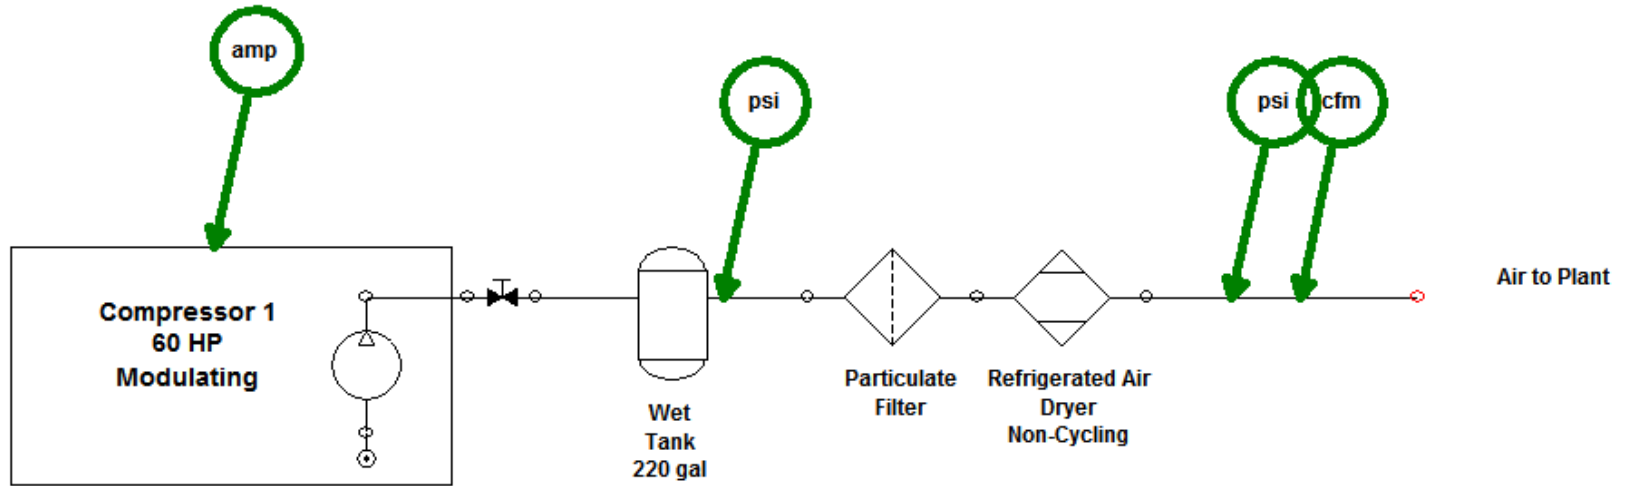 amp
psi
psi
cfm
Compressor 1
60 HP
Modulating
Wet
Tank
220 gal
Particulate
Filter
Refrigerated Air
Dryer
Non-Cycling
Air to Plant